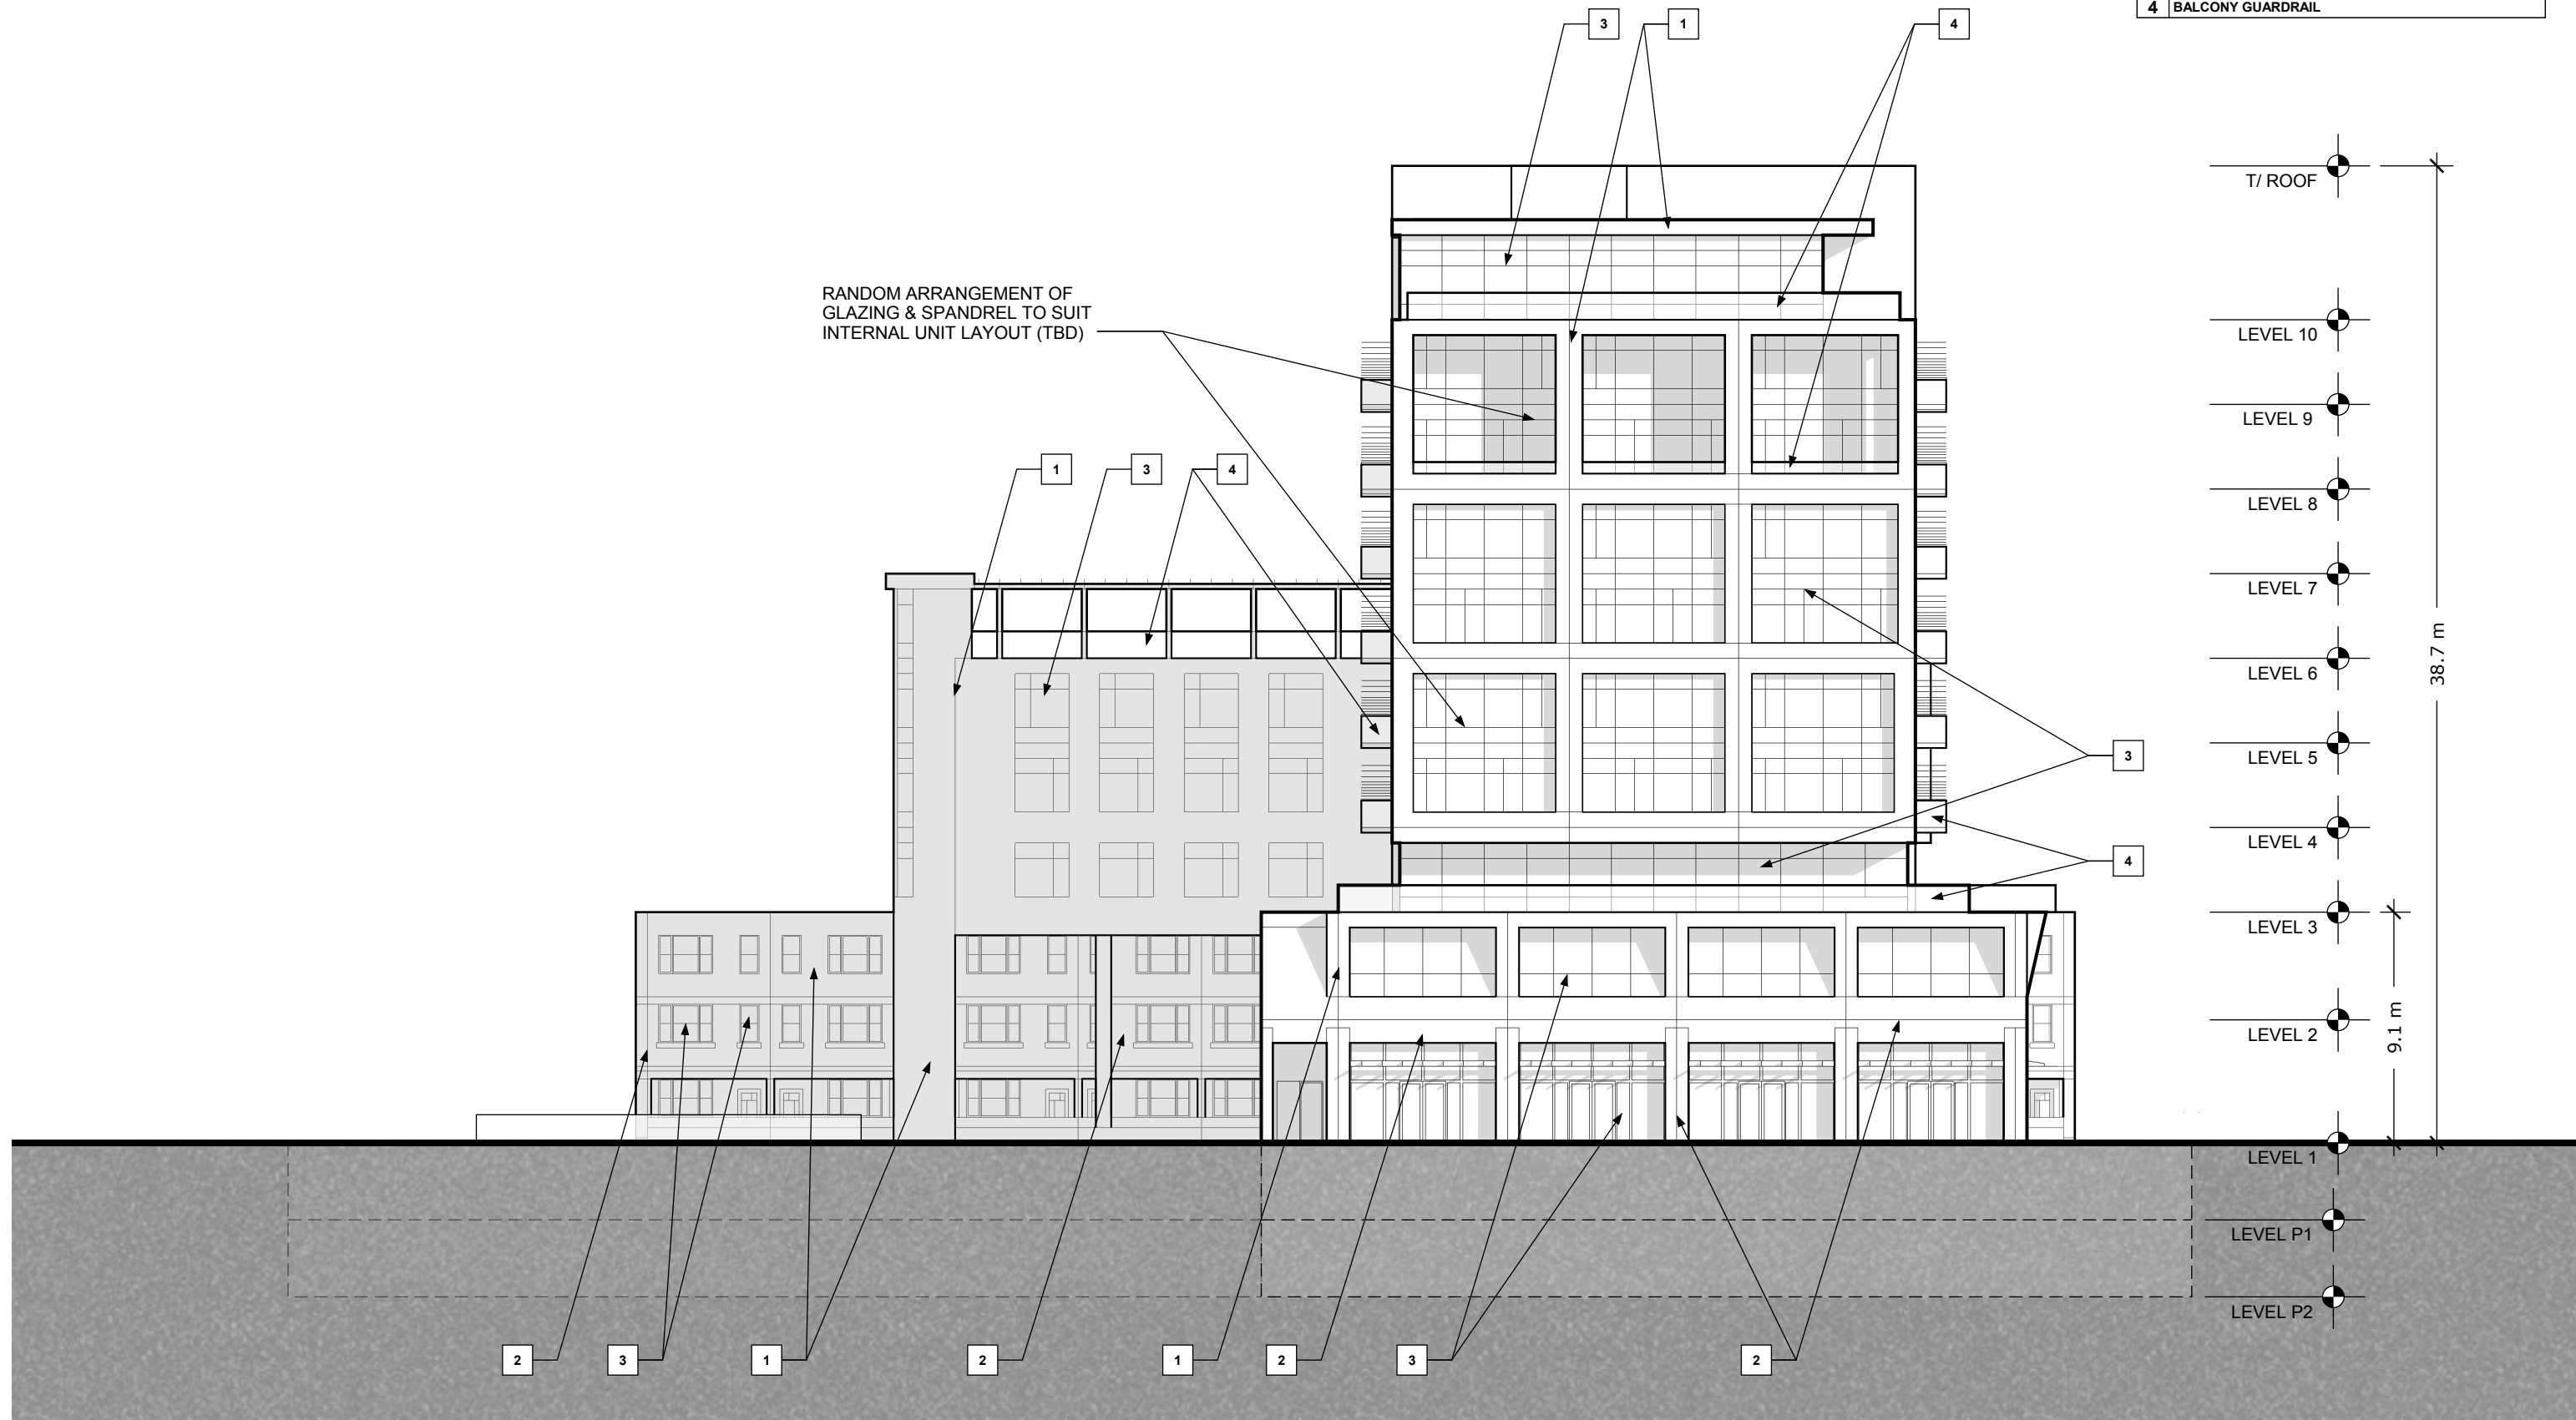 4 BALCONY GUARDRAIL
3
1
4
T/ ROOF
RANDOM ARRANGEMENT OF
GLAZING & SPANDREL TO SUIT
INTERNAL UNIT LAYOUT (TBD)
LEVEL 10
LEVEL 9
1
3
4
LEVEL 8
LEVEL 7
38.7 m
LEVEL 6
3
LEVEL 5
LEVEL 4
4
LEVEL 3
9.1 m
LEVEL 2
LEVEL 1
LEVEL P1
LEVEL P2
2
3
1
2
1
2
3
2